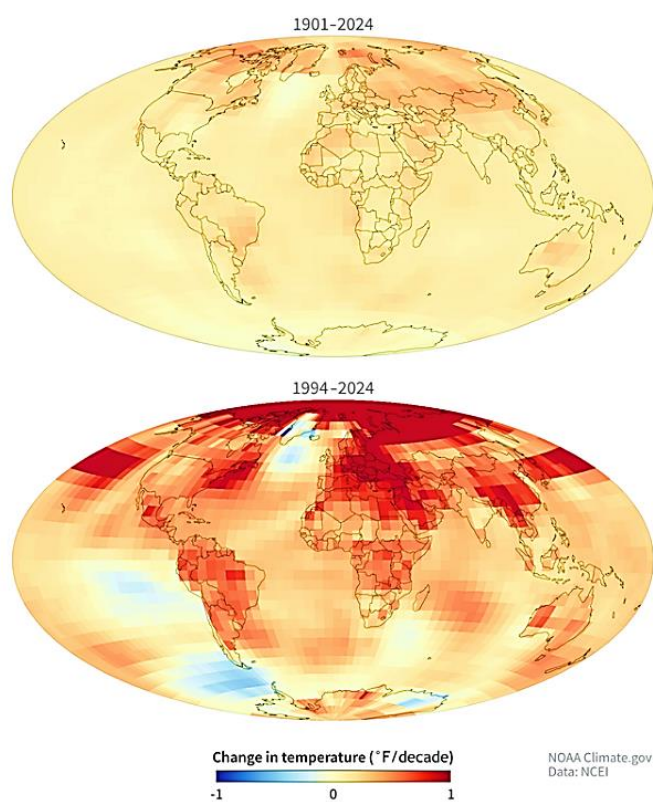 1901–2024
1994–2024
Change in temperature (°F/decade)
-1 0 1
NOAA Climate.gov
Data: NCEI